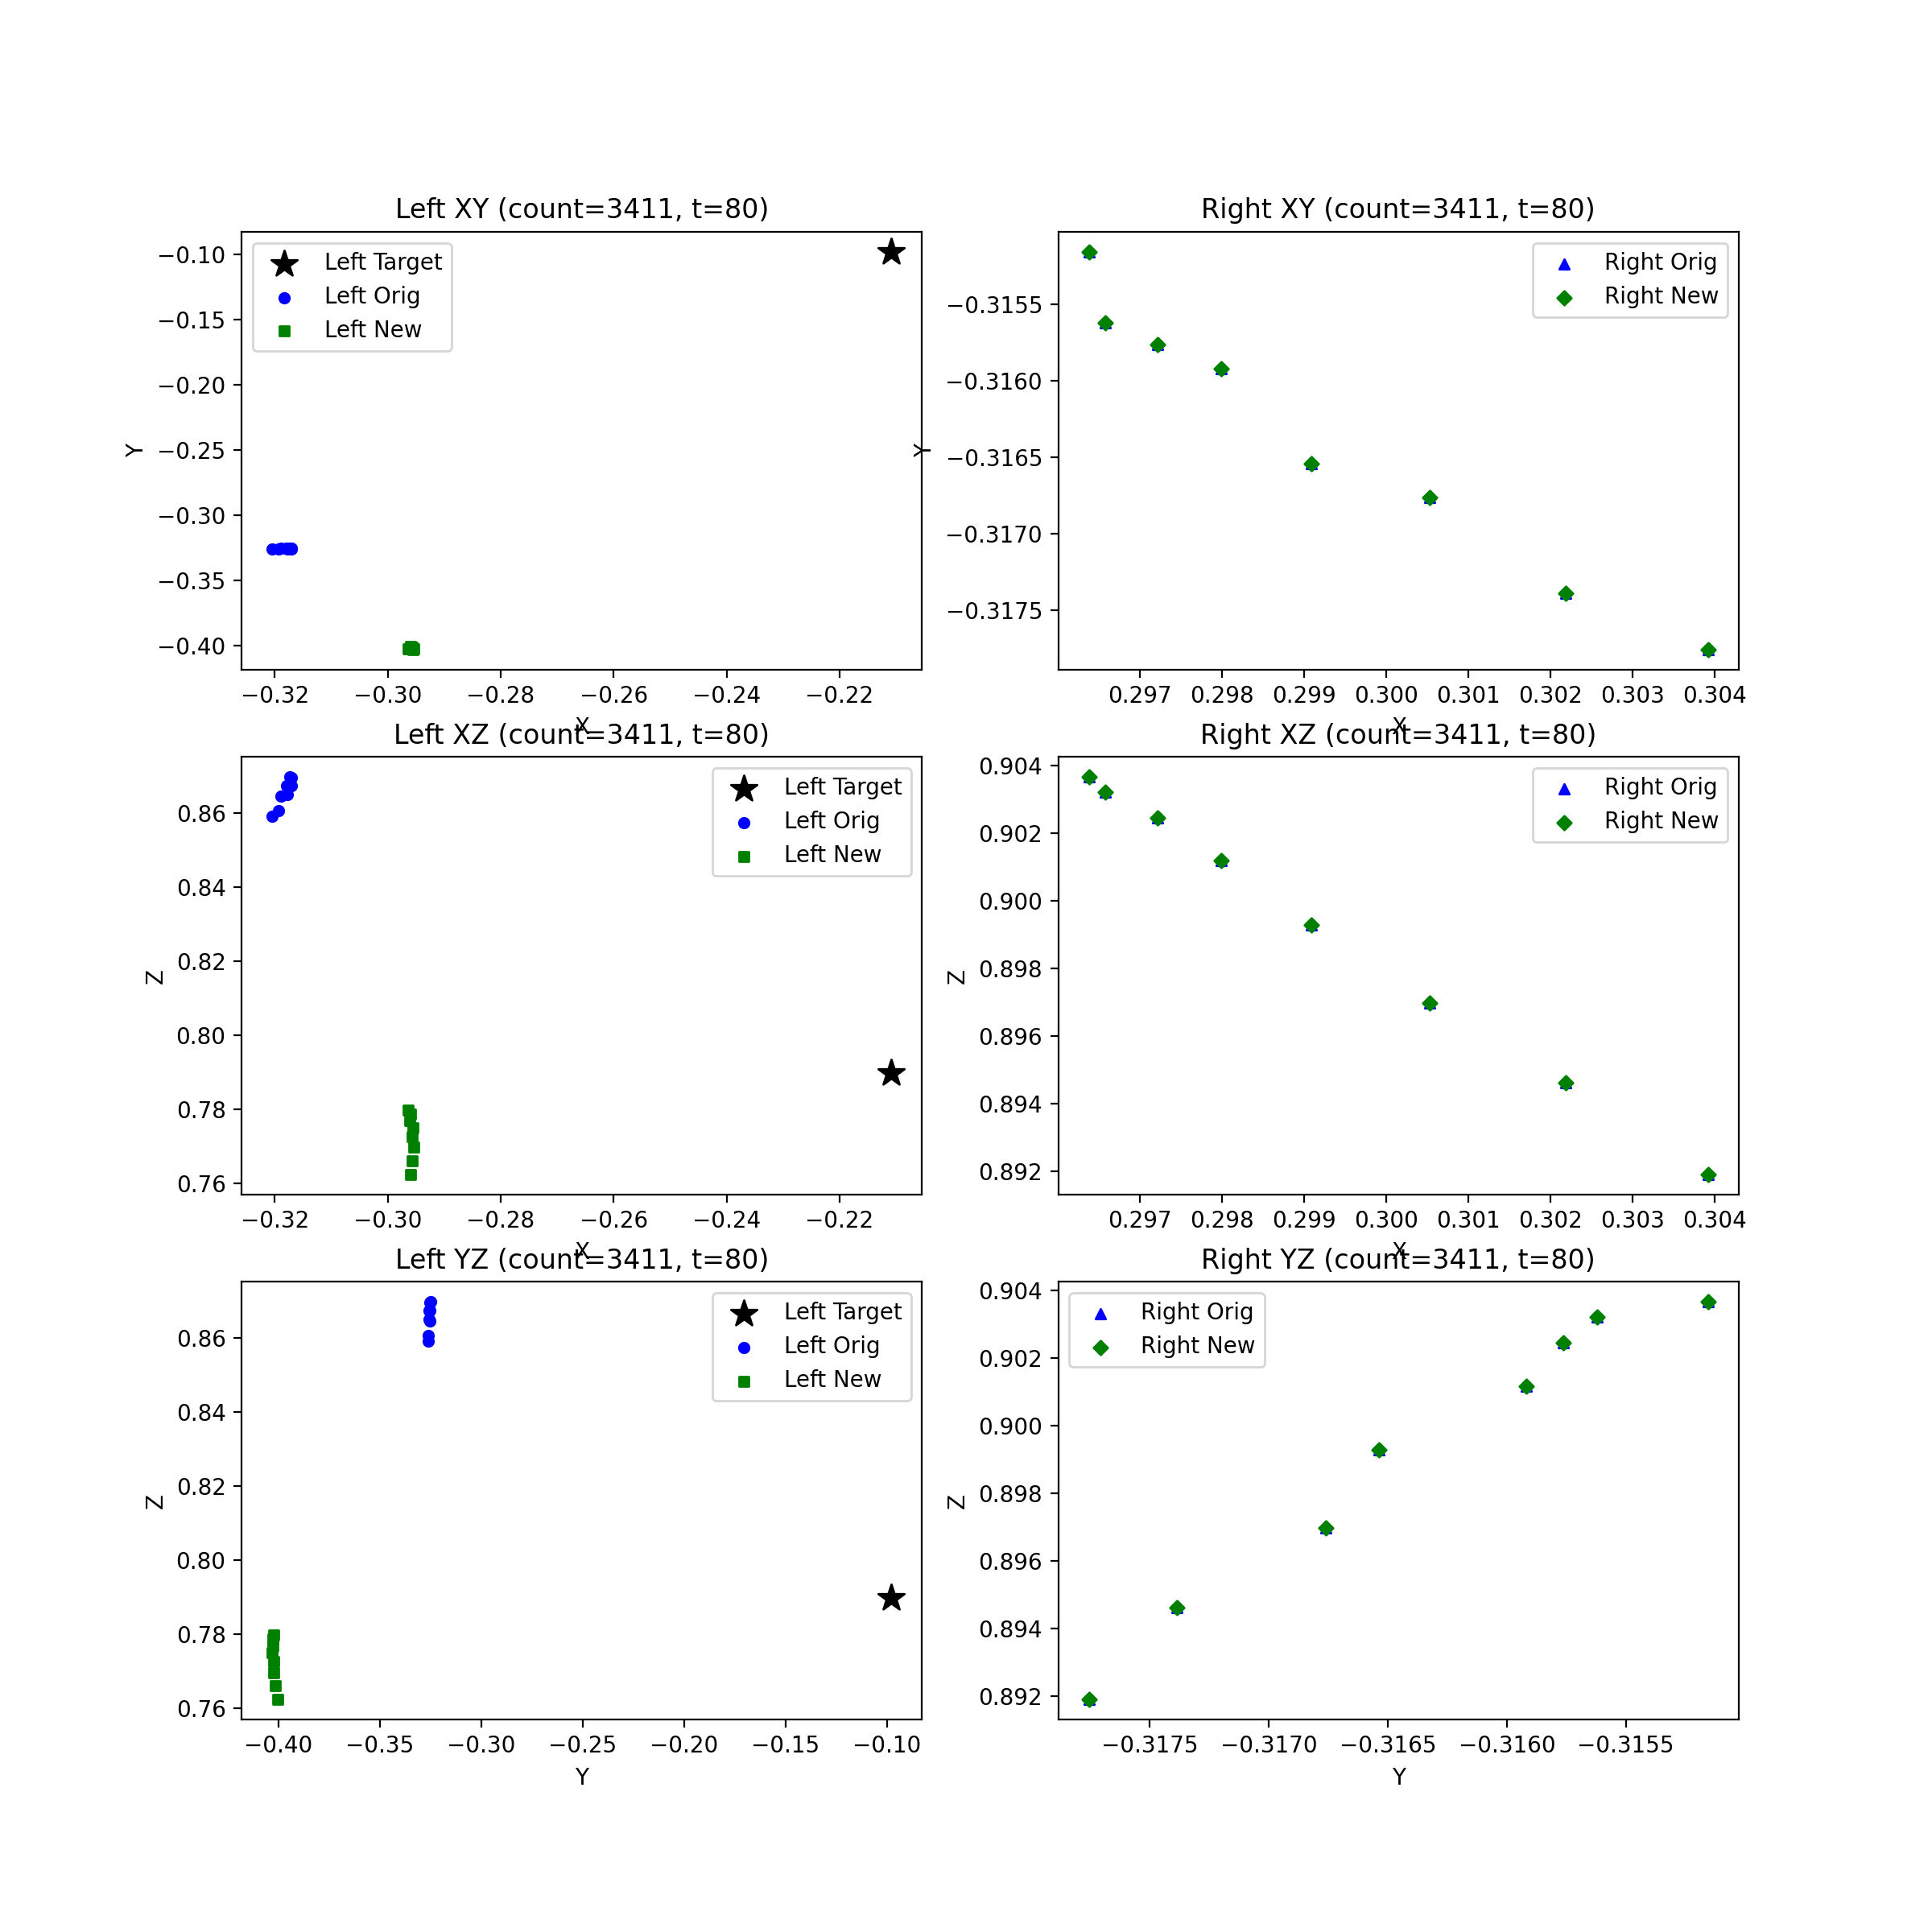 Left XY (count=3411, t=80)
Left Target
Left Orig
Left New
−0.10
−0.15
−0.20
−0.25
−0.30
−0.35
−0.40
Y
−0.32
−0.30
−0.28
−0.26
−0.24
−0.22
X
Right XY (count=3411, t=80)
Right Orig
Right New
−0.3155
−0.3160
−0.3165
−0.3170
−0.3175
Y
0.297
0.298
0.299
0.300
0.301
0.302
0.303
0.304
X
Left XZ (count=3411, t=80)
Left Target
Left Orig
Left New
0.86
0.84
0.82
0.80
0.78
0.76
Z
−0.32
−0.30
−0.28
−0.26
−0.24
−0.22
X
Right XZ (count=3411, t=80)
Right Orig
Right New
0.904
0.902
0.900
0.898
0.896
0.894
0.892
Z
0.297
0.298
0.299
0.300
0.301
0.302
0.303
0.304
X
Left YZ (count=3411, t=80)
Left Target
Left Orig
Left New
0.86
0.84
0.82
0.80
0.78
0.76
Z
−0.40
−0.35
−0.30
−0.25
−0.20
−0.15
−0.10
Y
Right YZ (count=3411, t=80)
Right Orig
Right New
0.904
0.902
0.900
0.898
0.896
0.894
0.892
Z
−0.3175
−0.3170
−0.3165
−0.3160
−0.3155
Y